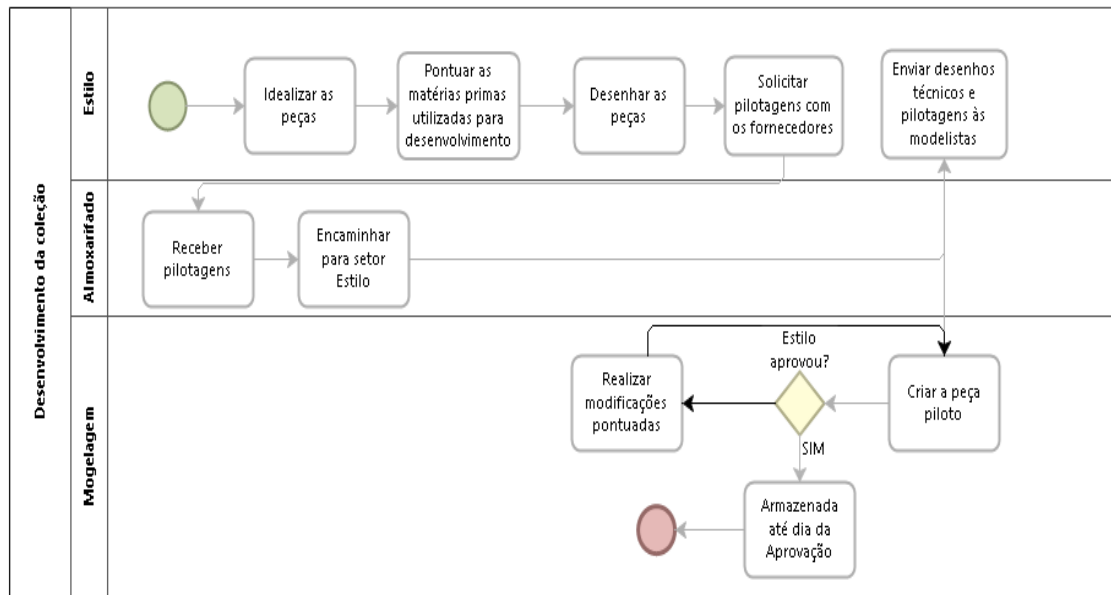 Desenvolvimento da coleção
Estilo
Idealizar as
peças
Pontuar as
matérias primas
utilizadas para
desenvolvimento
Desenhar as
peças
Solicitar
pilotagens com
os fornecedores
Enviar desenhos
técnicos e
pilotagens às
modelistas
Almoxarifado
Receber
pilotagens
Encaminhar
para setor
Estilo
Mogelagem
Realizar
modificações
pontuadas
Estilo
aprovou?
Criar a peça
piloto
SIM
Armazenada
até dia da
Aprovação